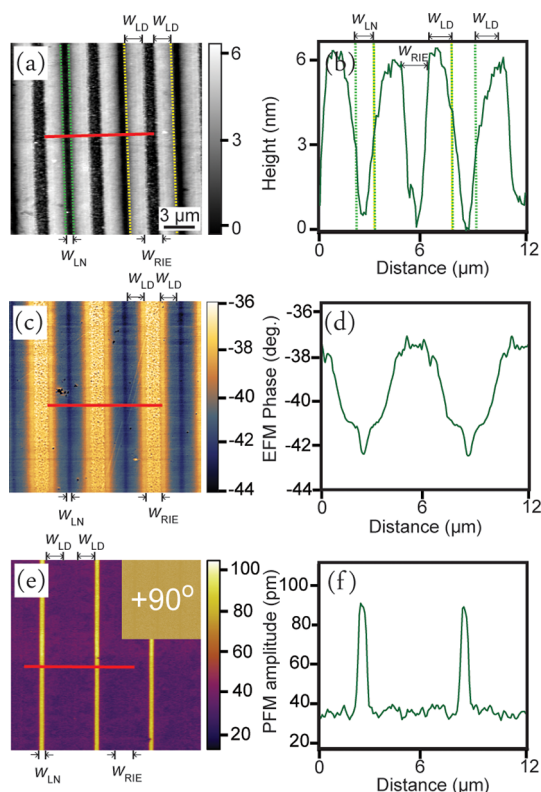 W_LD W_LD
(a)
6
3
0
3 μm
W_LN W_RIE
W_LN W_LD W_LD
(b)
W_RIE
Height (nm)
6
3
0
0 6 12
Distance (μm)
W_LD W_LD
(c)
-36
-38
-40
-42
-44
W_LN W_RIE
(d)
EFM Phase (deg.)
-36
-38
-40
-42
-44
0 6 12
Distance (μm)
W_LD W_LD
(e)
+90°
100
80
60
40
20
W_LN W_RIE
(f)
PFM amplitude (pm)
100
80
60
40
20
0 6 12
Distance (μm)